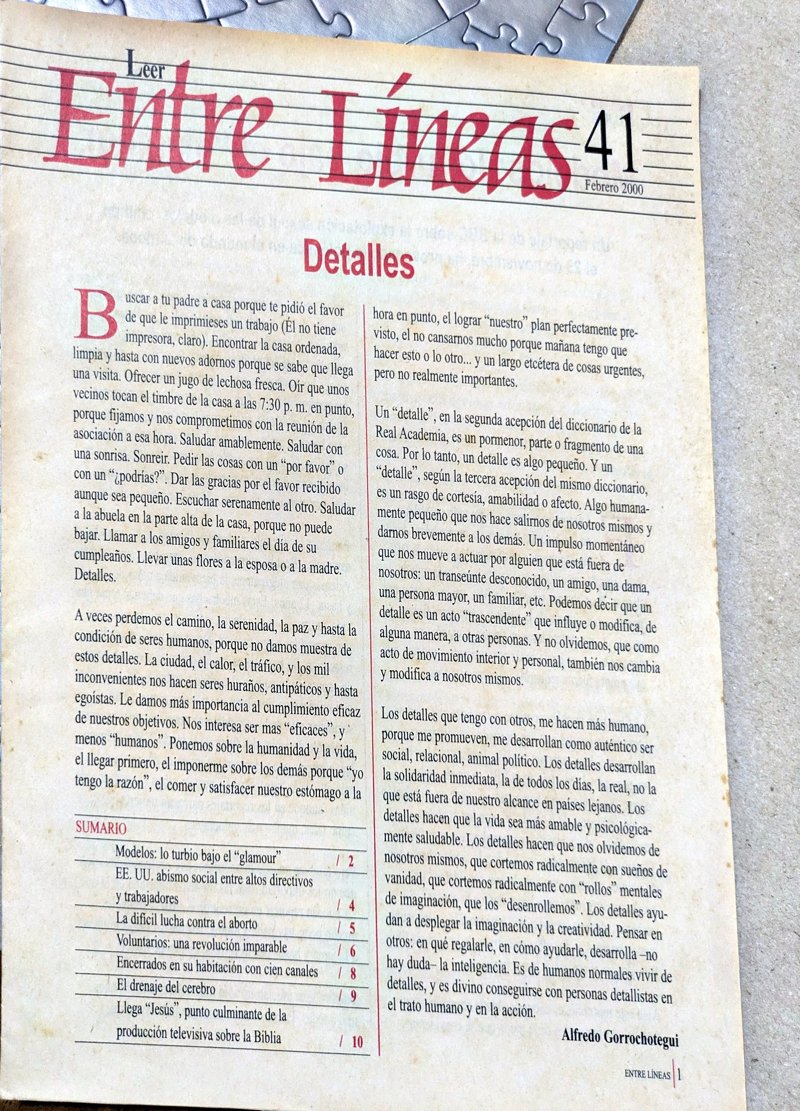 Leer
Entre Líneas
41
Febrero 2000
Detalles
Buscar a tu padre a casa porque te pidió el favor
de que le imprimieses un trabajo (Él no tiene
impresora, claro). Encontrar la casa ordenada,
limpia y hasta con nuevos adornos porque se sabe que llega
una visita. Ofrecer un jugo de lechosa fresca. Oír que unos
vecinos tocan el timbre de la casa a las 7:30 p. m. en punto,
porque fijamos y nos comprometimos con la reunión de la
asociación a esa hora. Saludar amablemente. Saludar con
una sonrisa. Sonreir. Pedir las cosas con un “por favor” o
con un “¿podrías?”. Dar las gracias por el favor recibido
aunque sea pequeño. Escuchar serenamente al otro. Saludar
a la abuela en la parte alta de la casa, porque no puede
bajar. Llamar a los amigos y familiares el día de su
cumpleaños. Llevar unas flores a la esposa o a la madre.
Detalles.
A veces perdemos el camino, la serenidad, la paz y hasta la
condición de seres humanos, porque no damos muestra de
estos detalles. La ciudad, el calor, el tráfico, y los mil
inconvenientes nos hacen seres huraños, antipáticos y hasta
egoístas. Le damos más importancia al cumplimiento eficaz
de nuestros objetivos. Nos interesa ser mas “eficaces”, y
menos “humanos”. Ponemos sobre la humanidad y la vida,
el llegar primero, el imponerme sobre los demás porque “yo
tengo la razón”, el comer y satisfacer nuestro estómago a la
SUMARIO
Modelos: lo turbio bajo el “glamour” / 2
EE. UU. abismo social entre altos directivos
y trabajadores / 4
La difícil lucha contra el aborto / 5
Voluntarios: una revolución imparable / 6
Encerrados en su habitación con cien canales / 8
El drenaje del cerebro / 9
Llega “Jesús”, punto culminante de la
producción televisiva sobre la Biblia / 10
hora en punto, el lograr “nuestro” plan perfectamente pre-
visto, el no cansarnos mucho porque mañana tengo que
hacer esto o lo otro... y un largo etcétera de cosas urgentes,
pero no realmente importantes.
Un “detalle”, en la segunda acepción del diccionario de la
Real Academia, es un pormenor, parte o fragmento de una
cosa. Por lo tanto, un detalle es algo pequeño. Y un
“detalle”, según la tercera acepción del mismo diccionario,
es un rasgo de cortesía, amabilidad o afecto. Algo humana-
mente pequeño que nos hace salirnos de nosotros mismos y
darnos brevemente a los demás. Un impulso momentáneo
que nos mueve a actuar por alguien que está fuera de
nosotros: un transeúnte desconocido, un amigo, una dama,
una persona mayor, un familiar, etc. Podemos decir que un
detalle es un acto “trascendente” que influye o modifica, de
alguna manera, a otras personas. Y no olvidemos, que como
acto de movimiento interior y personal, también nos cambia
y modifica a nosotros mismos.
Los detalles que tengo con otros, me hacen más humano,
porque me promueven, me desarrollan como auténtico ser
social, relacional, animal político. Los detalles desarrollan
la solidaridad inmediata, la de todos los días, la real, no la
que está fuera de nuestro alcance en países lejanos. Los
detalles hacen que la vida sea más amable y psicológica-
mente saludable. Los detalles hacen que nos olvidemos de
nosotros mismos, que cortemos radicalmente con sueños de
vanidad, que cortemos radicalmente con “rollos” mentales
de imaginación, que los “desenrollemos”. Los detalles ayu-
dan a desplegar la imaginación y la creatividad. Pensar en
otros: en qué regalarle, en cómo ayudarle, desarrolla –no
hay duda– la inteligencia. Es de humanos normales vivir de
detalles, y es divino conseguirse con personas detallistas en
el trato humano y en la acción.
Alfredo Gorrochotegui
ENTRE LÍNEAS 1